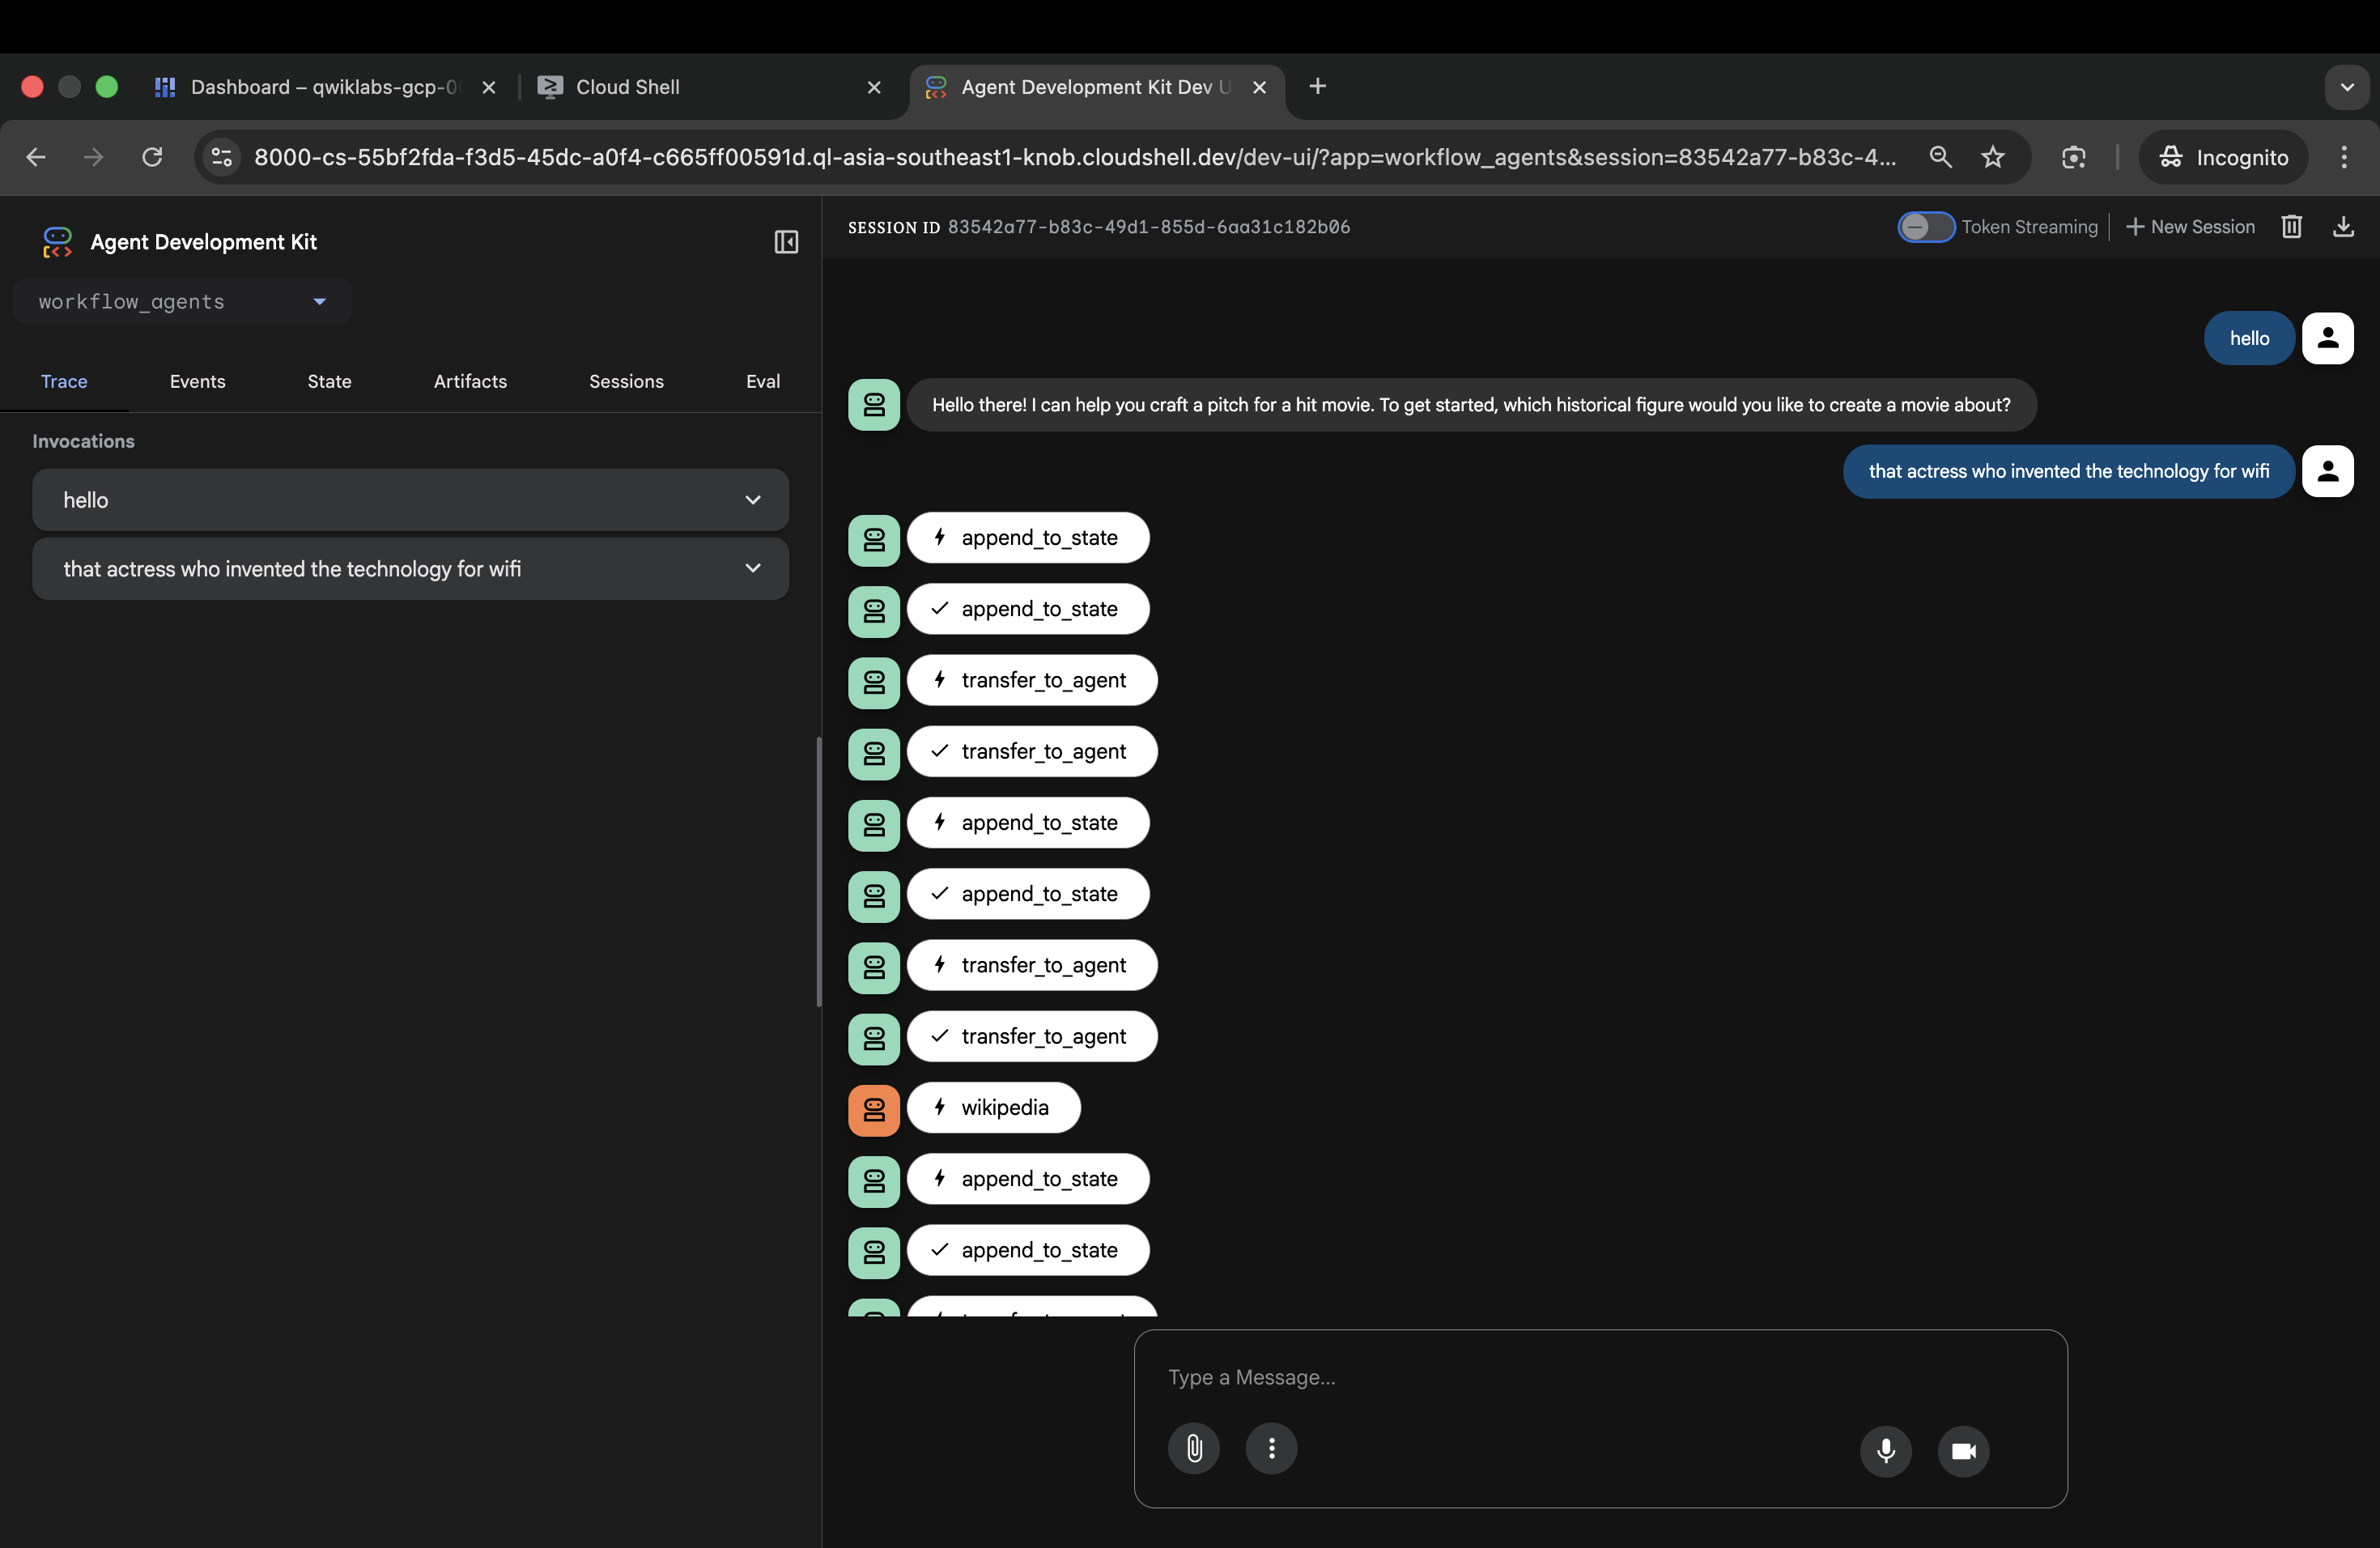 Dashboard – qwiklabs-gcp-0
Cloud Shell
Agent Development Kit Dev U
8000-cs-55bf2fda-f3d5-45dc-a0f4-c665ff00591d.ql-asia-southeast1-knob.cloudshell.dev/dev-ui/?app=workflow_agents&session=83542a77-b83c-4...
Incognito
Agent Development Kit
workflow_agents
Trace
Events
State
Artifacts
Sessions
Eval
Invocations
hello
that actress who invented the technology for wifi
SESSION ID 83542a77-b83c-49d1-855d-6aa31c182b06
Token Streaming
New Session
hello
Hello there! I can help you craft a pitch for a hit movie. To get started, which historical figure would you like to create a movie about?
that actress who invented the technology for wifi
append_to_state
append_to_state
transfer_to_agent
transfer_to_agent
append_to_state
append_to_state
transfer_to_agent
transfer_to_agent
wikipedia
append_to_state
append_to_state
Type a Message...